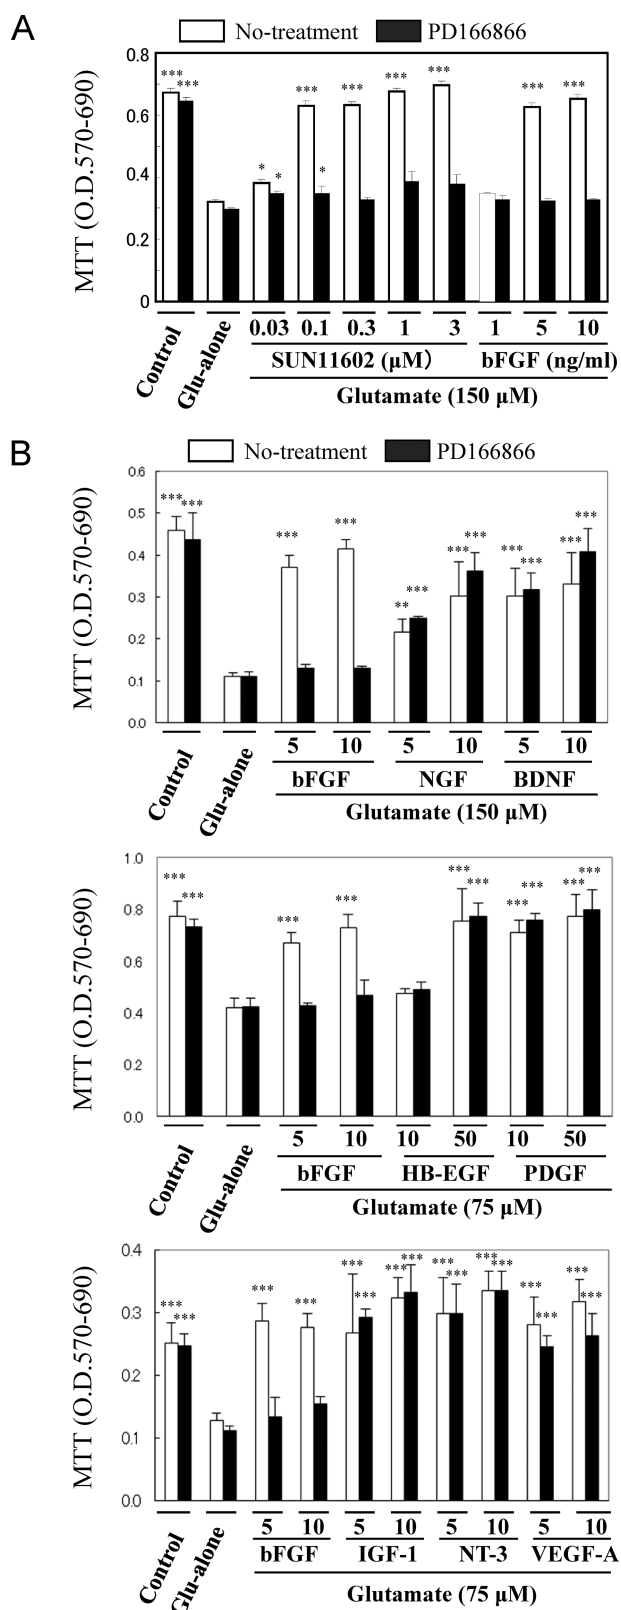 A
No-treatment PD166866
MTT (O.D.570-690)
0.8
0.6
0.4
0.2
0
*** *** * * *** * *** *** *** *** ***
Control Glu-alone 0.03 0.1 0.3 1 3 1 5 10
SUN11602 (μM) bFGF (ng/ml)
Glutamate (150 μM)
B
No-treatment PD166866
MTT (O.D.570-690)
0.6
0.5
0.4
0.3
0.2
0.1
0.0
*** *** *** *** ** *** *** *** *** *** *** ***
Control Glu-alone 5 10 5 10 5 10
bFGF NGF BDNF
Glutamate (150 μM)
MTT (O.D.570-690)
1.0
0.8
0.6
0.4
0.2
0.0
*** *** *** *** *** *** *** *** *** ***
Control Glu-alone 5 10 10 50 10 50
bFGF HB-EGF PDGF
Glutamate (75 μM)
MTT (O.D.570-690)
0.4
0.3
0.2
0.1
0.0
*** *** *** *** *** *** *** *** *** *** *** *** *** *** *** ***
Control Glu-alone 5 10 5 10 5 10 5 10
bFGF IGF-1 NT-3 VEGF-A
Glutamate (75 μM)